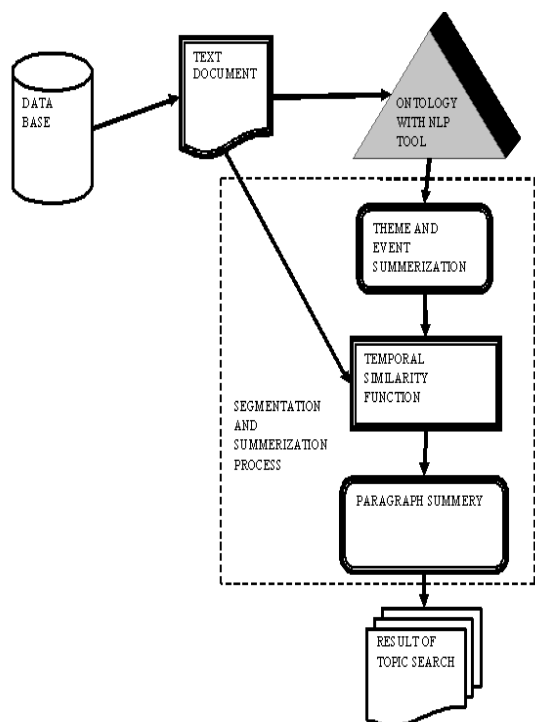 DATA
BASE
TEXT
DOCUMENT
ONTOLOGY
WITH NLP
TOOL
THEME AND
EVENT
SUMMERIZATION
TEMPORAL
SIMILARITY
FUNCTION
SEGMENTATION
AND
SUMMERIZATION
PROCESS
PARAGRAPH SUMMERY
RESULT OF
TOPIC SEARCH